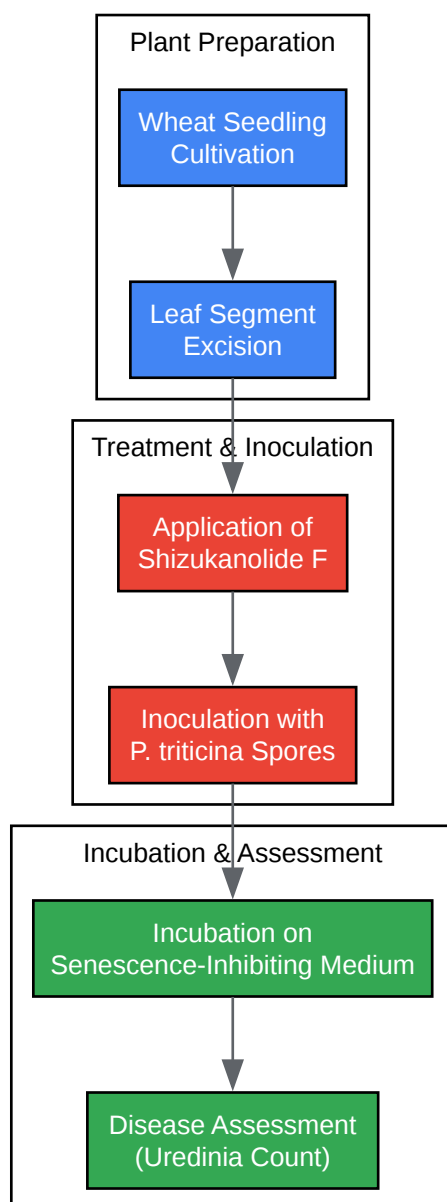 Plant Preparation
Wheat Seedling
Cultivation
Leaf Segment
Excision
Treatment & Inoculation
Application of
Shizukanolide F
Inoculation with
P. triticina Spores
Incubation & Assessment
Incubation on
Senescence-Inhibiting Medium
Disease Assessment
(Uredinia Count)